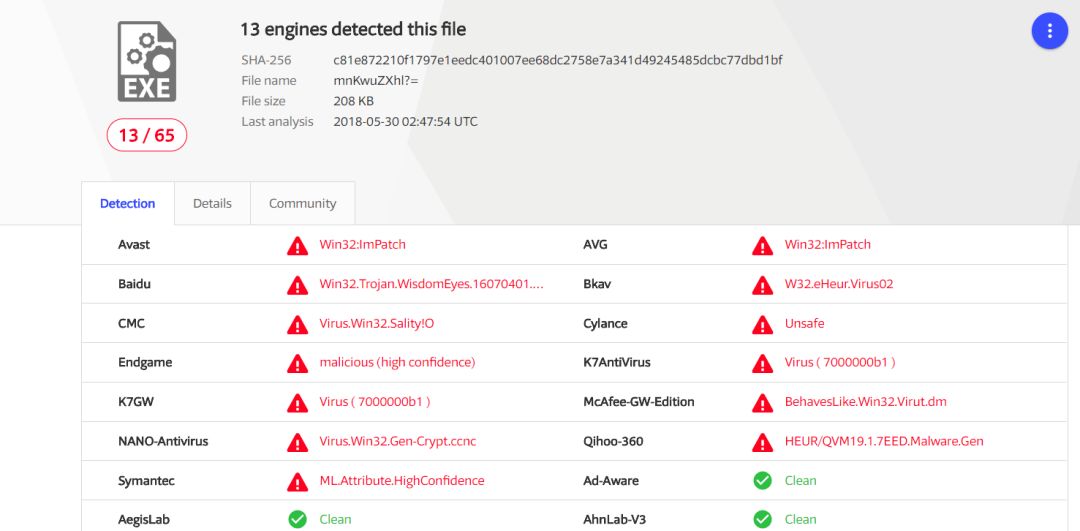 13 engines detected this file
EXE
SHA-256 c81e872210f1797e1eedc401007ee68dc2758e7a341d49245485dcbc77dbd1bf
File name mnKwuZXhl?=
File size 208 KB
Last analysis 2018-05-30 02:47:54 UTC
13 / 65
Detection Details Community
Avast Win32:ImPatch AVG Win32:ImPatch
Baidu Win32.Trojan.WisdomEyes.16070401.... Bkav W32.eHeur.Virus02
CMC Virus.Win32.Sality!O Cylance Unsafe
Endgame malicious (high confidence) K7AntiVirus Virus ( 7000000b1 )
K7GW Virus ( 7000000b1 ) McAfee-GW-Edition BehavesLike.Win32.Virut.dm
NANO-Antivirus Virus.Win32.Gen-Crypt.ccnc Qihoo-360 HEUR/QVM19.1.7EED.Malware.Gen
Symantec ML.Attribute.HighConfidence Ad-Aware Clean
AegisLab Clean AhnLab-V3 Clean